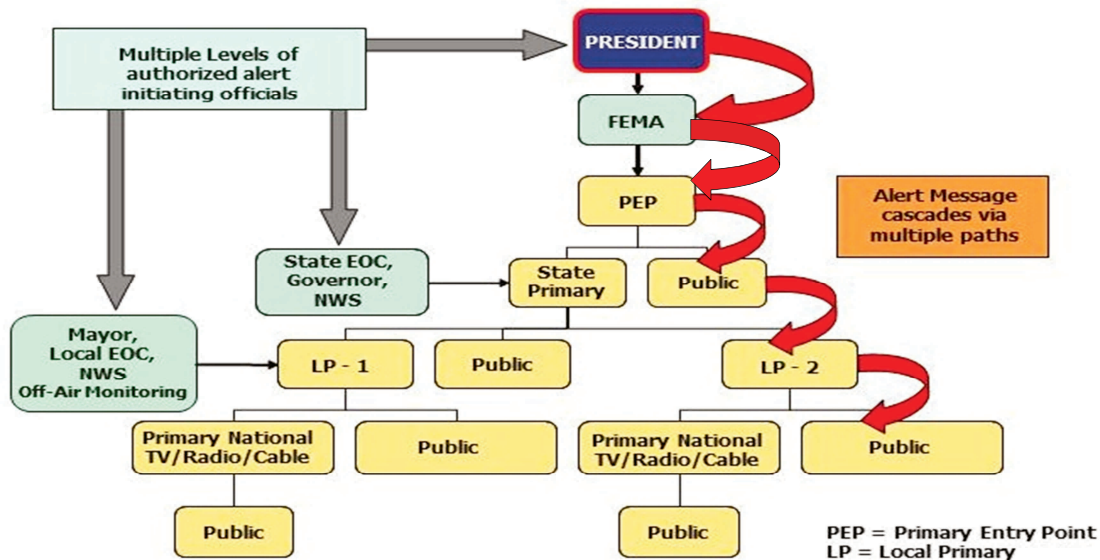 Multiple Levels of
authorized alert
initiating officials
PRESIDENT
FEMA
PEP
Alert Message
cascades via
multiple paths
State EOC,
Governor,
NWS
State
Primary
Public
Mayor,
Local EOC,
NWS
Off-Air Monitoring
LP - 1
Public
LP - 2
Primary National
TV/Radio/Cable
Public
Primary National
TV/Radio/Cable
Public
Public
Public
PEP = Primary Entry Point
LP = Local Primary